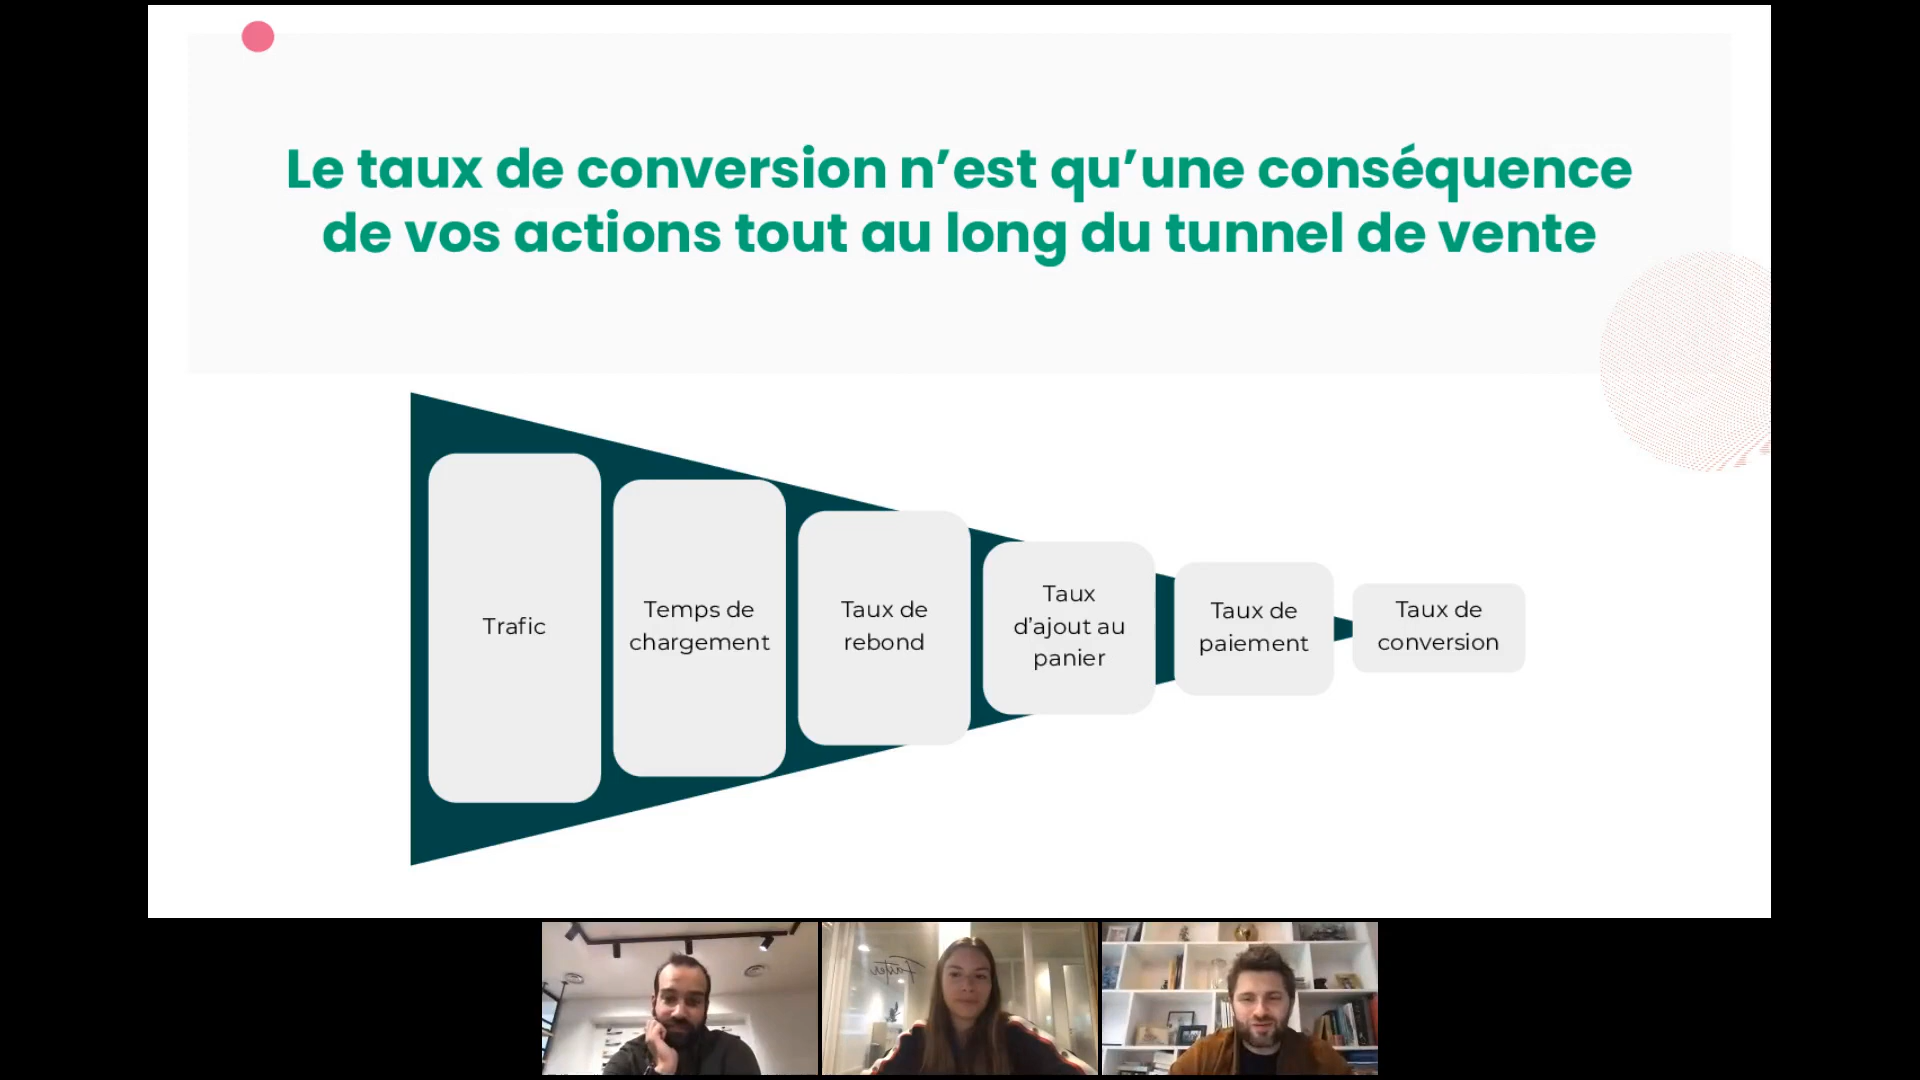 Le taux de conversion n’est qu’une conséquence
de vos actions tout au long du tunnel de vente
Trafic
Temps de
chargement
Taux de
rebond
Taux
d’ajout au
panier
Taux de
paiement
Taux de
conversion